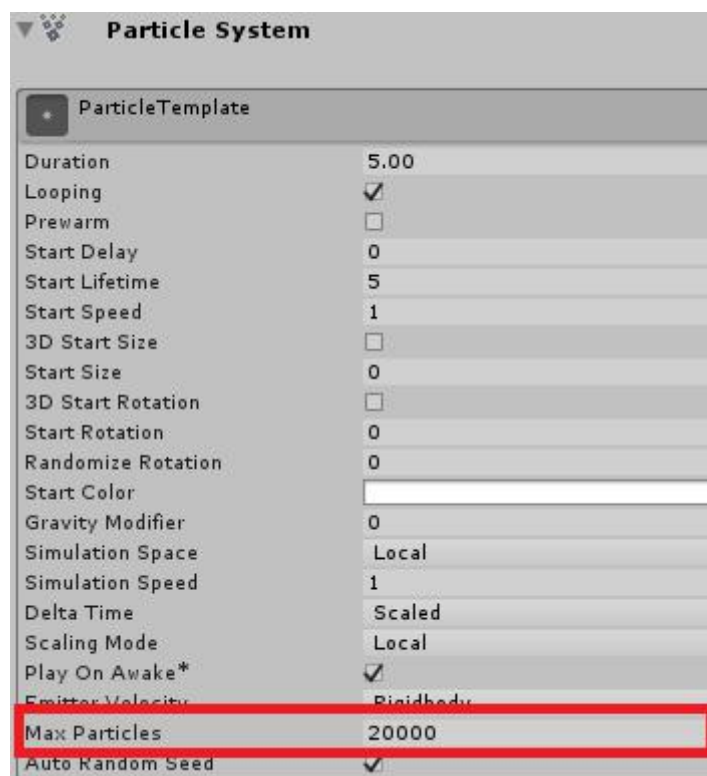 Particle System
ParticleTemplate
Duration 5.00
Looping
Prewarm
Start Delay 0
Start Lifetime 5
Start Speed 1
3D Start Size
Start Size 0
3D Start Rotation
Start Rotation 0
Randomize Rotation 0
Start Color
Gravity Modifier 0
Simulation Space Local
Simulation Speed 1
Delta Time Scaled
Scaling Mode Local
Play On Awake*
Emitter Velocity Rigidbody
Max Particles 20000
Auto Random Seed